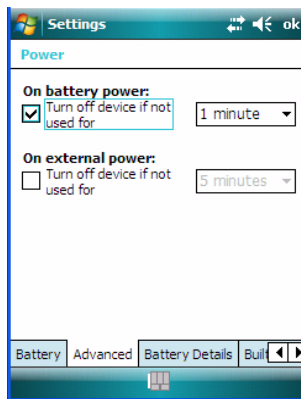 Settings ok
Power
On battery power:
Turn off device if not
used for
1 minute
On external power:
Turn off device if not
used for
5 minutes
Battery Advanced Battery Details Built